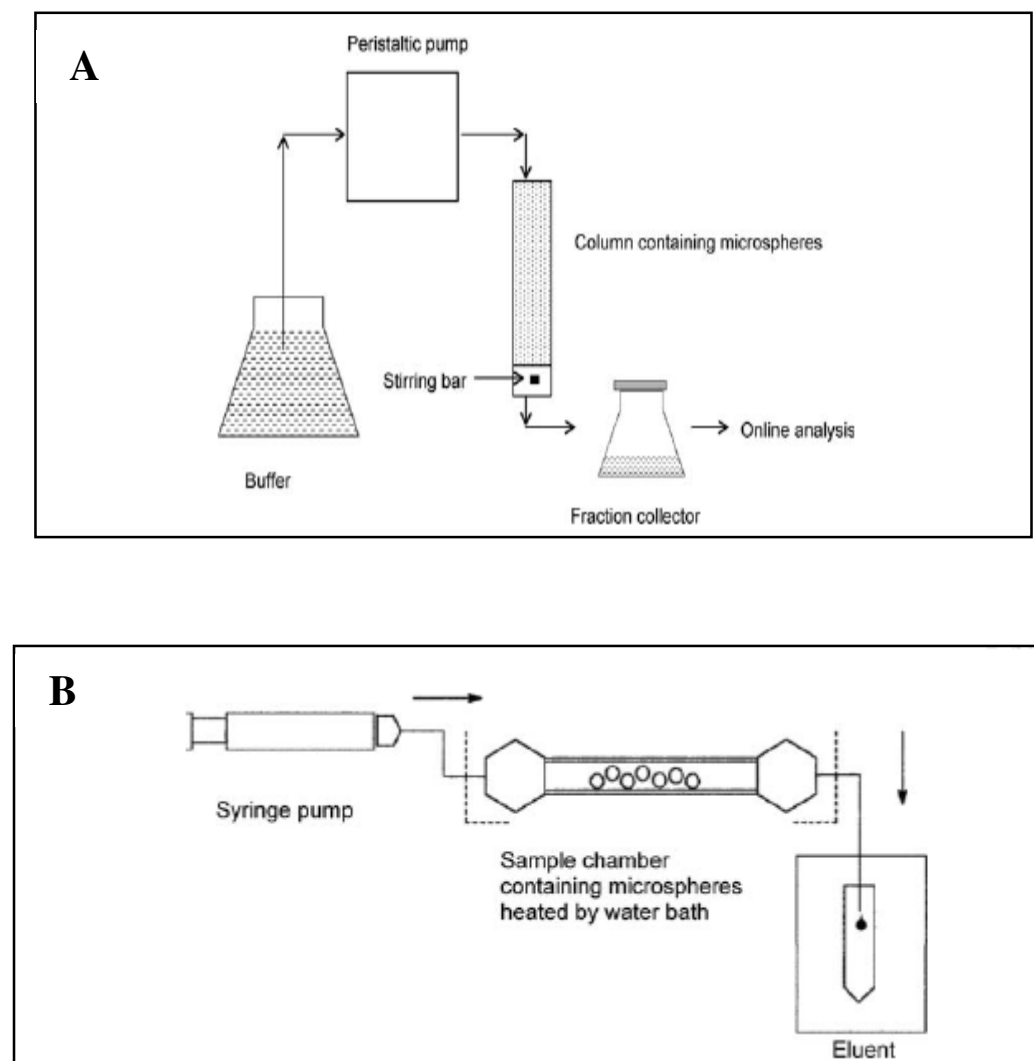 A
Peristaltic pump
Column containing microspheres
Stirring bar
Online analysis
Buffer
Fraction collector
B
Syringe pump
Sample chamber
containing microspheres
heated by water bath
Eluent